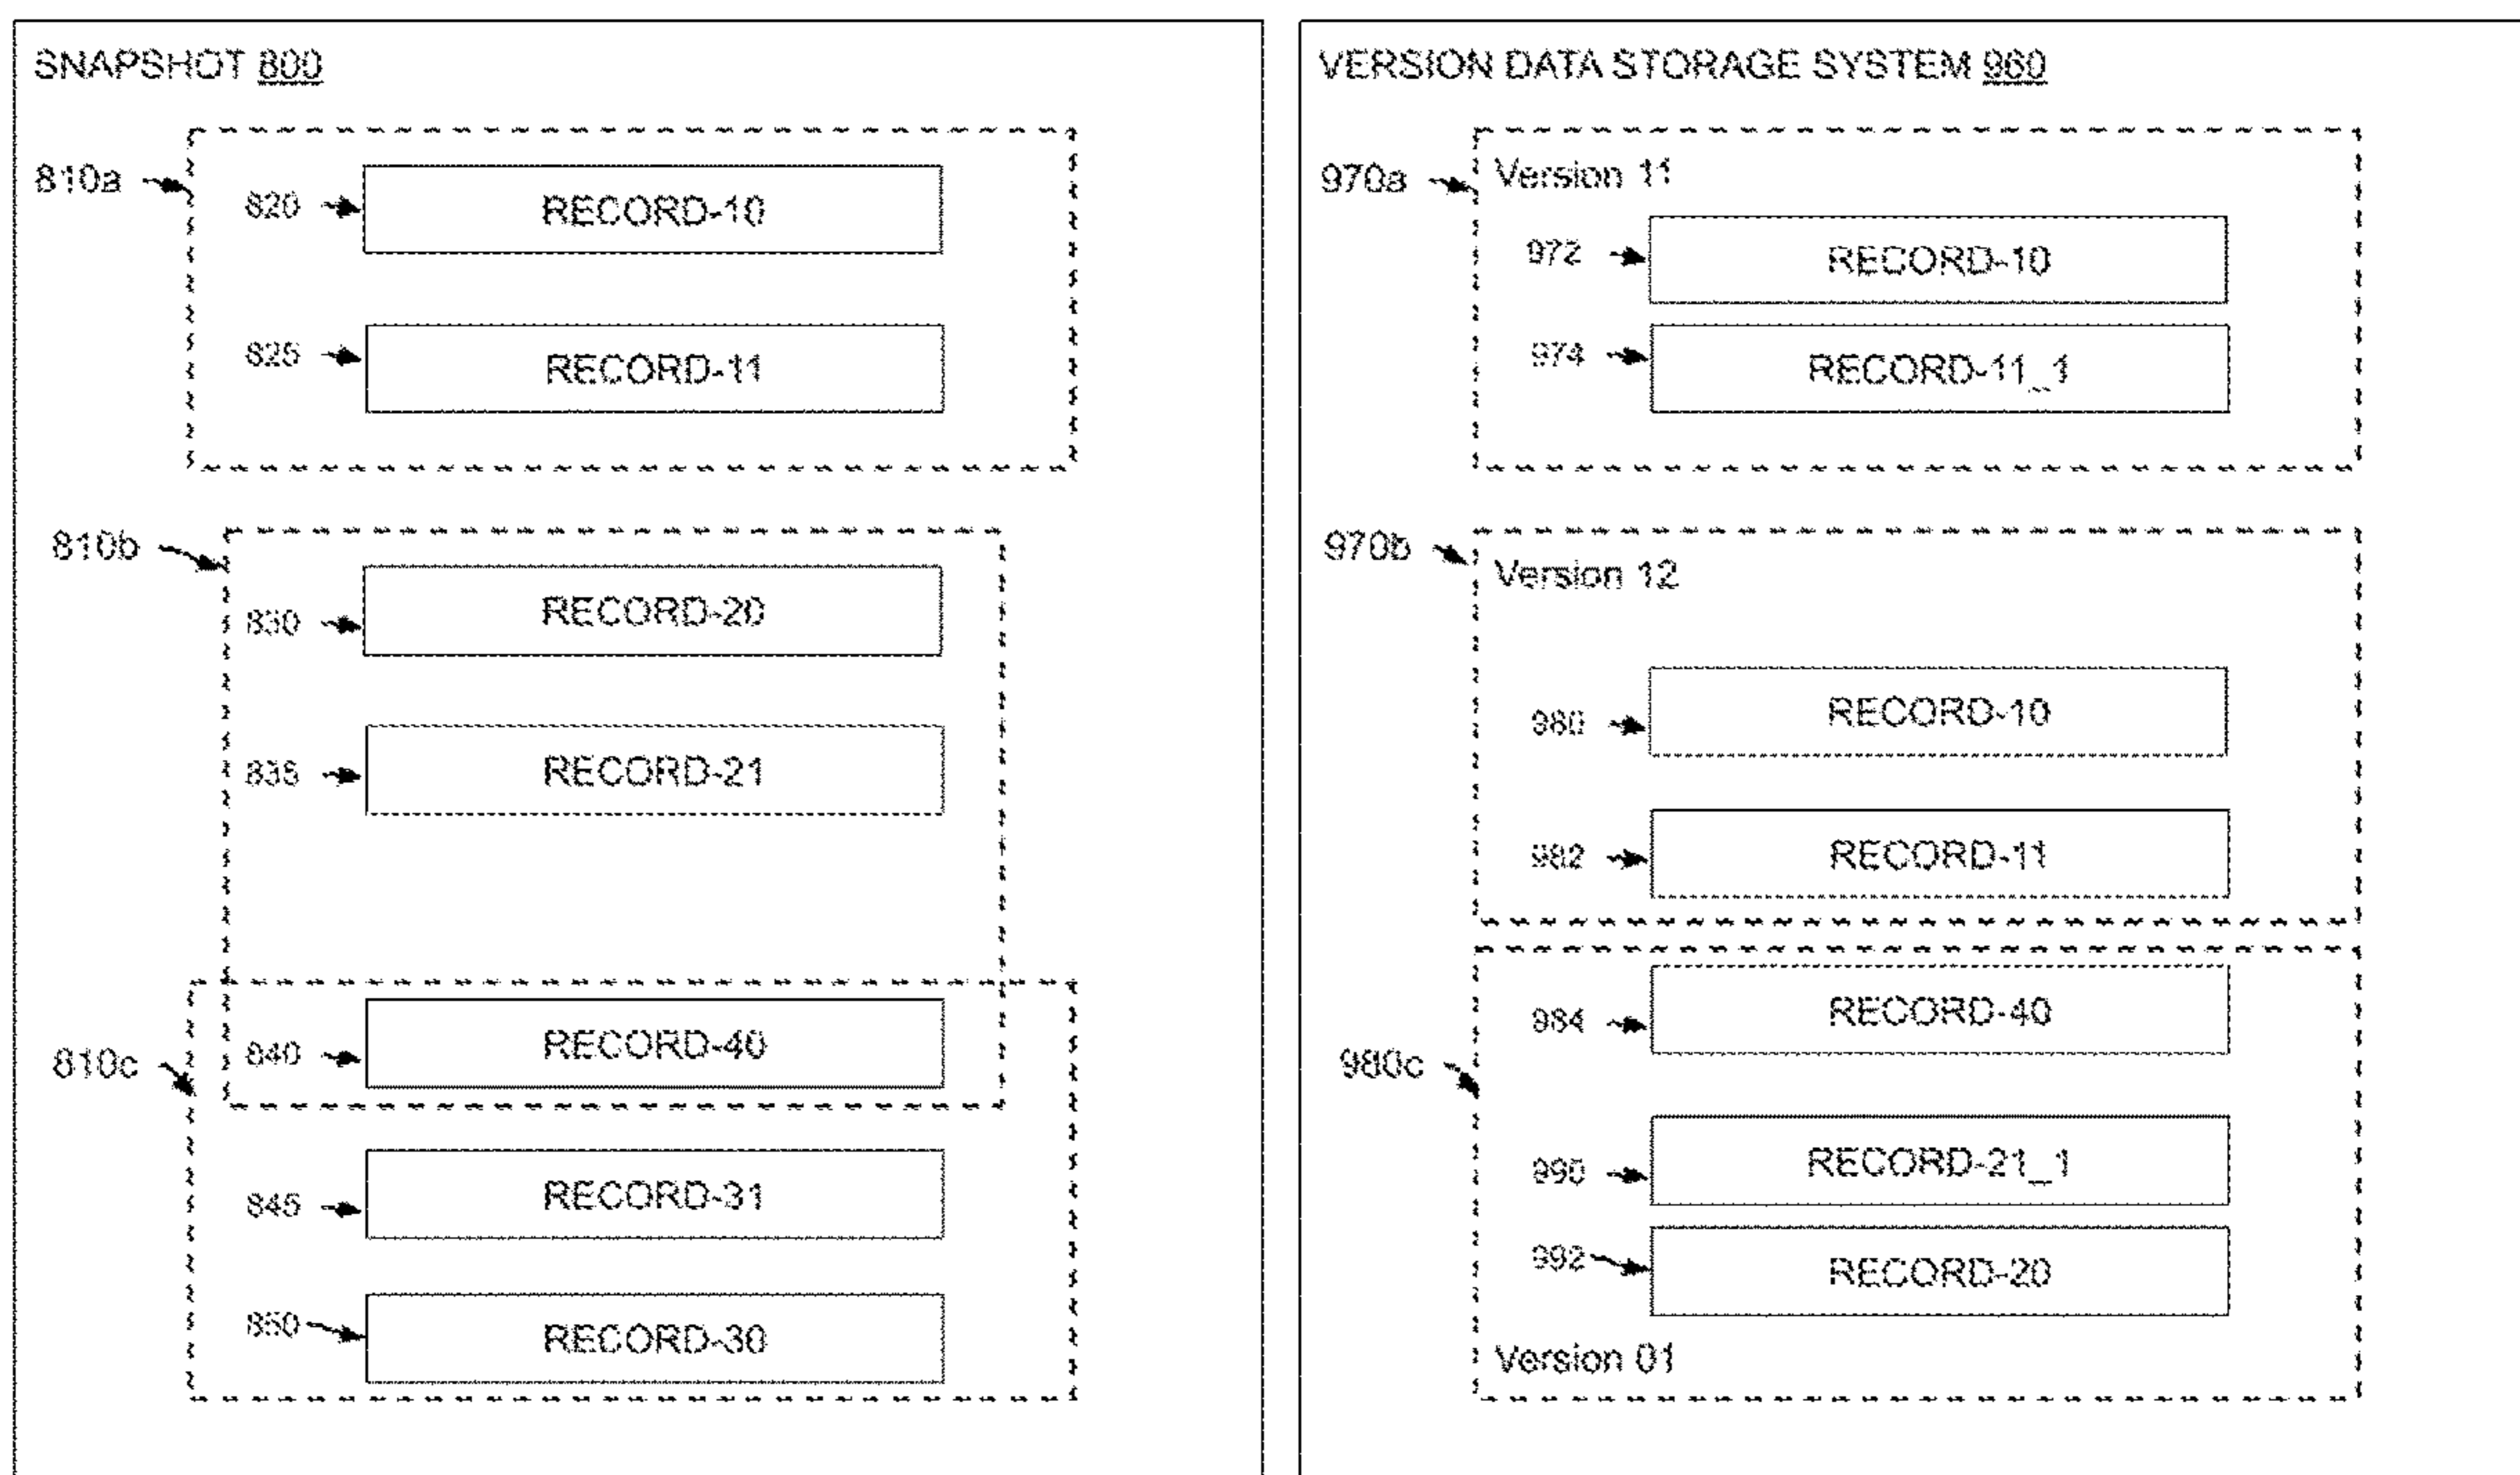 SNAPSHOT 800
810a
820
RECORD-10
825
RECORD-11
810b
830
RECORD-20
835
RECORD-21
810c
840
RECORD-40
845
RECORD-31
850
RECORD-30
VERSION DATA STORAGE SYSTEM 960
970a
Version 11
972
RECORD-10
974
RECORD-11_1
970b
Version 12
980
RECORD-10
982
RECORD-11
980c
984
RECORD-40
990
RECORD-21_1
992
RECORD-20
Version 01